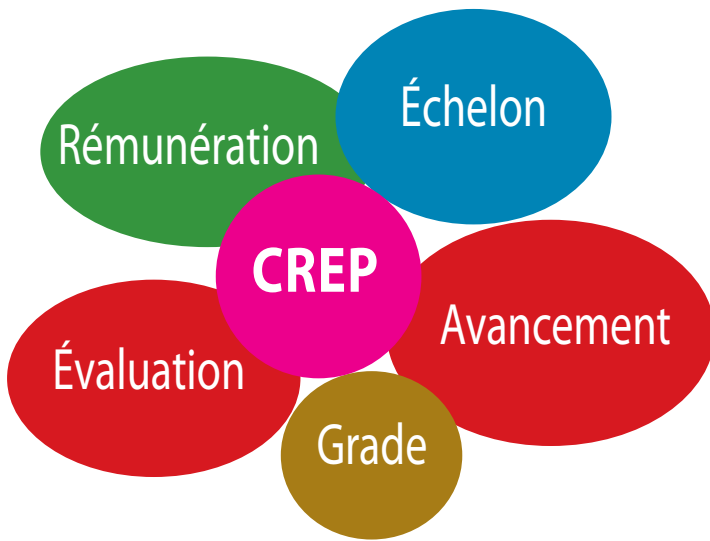 Échelon
Rémunération
CREP
Avancement
Évaluation
Grade